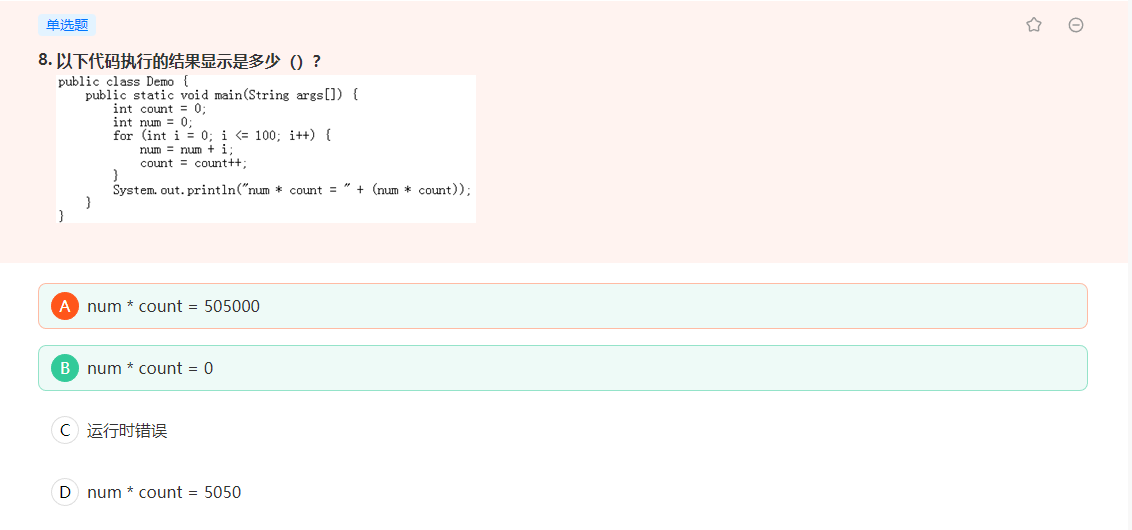 单选题
8. 以下代码执行的结果显示是多少（）？
public class Demo {
    public static void main(String args[]) {
        int count = 0;
        int num = 0;
        for (int i = 0; i <= 100; i++) {
            num = num + i;
            count = count++;
        }
        System.out.println("num * count = " + (num * count));
    }
}
A num * count = 505000
B num * count = 0
C 运行时错误
D num * count = 5050